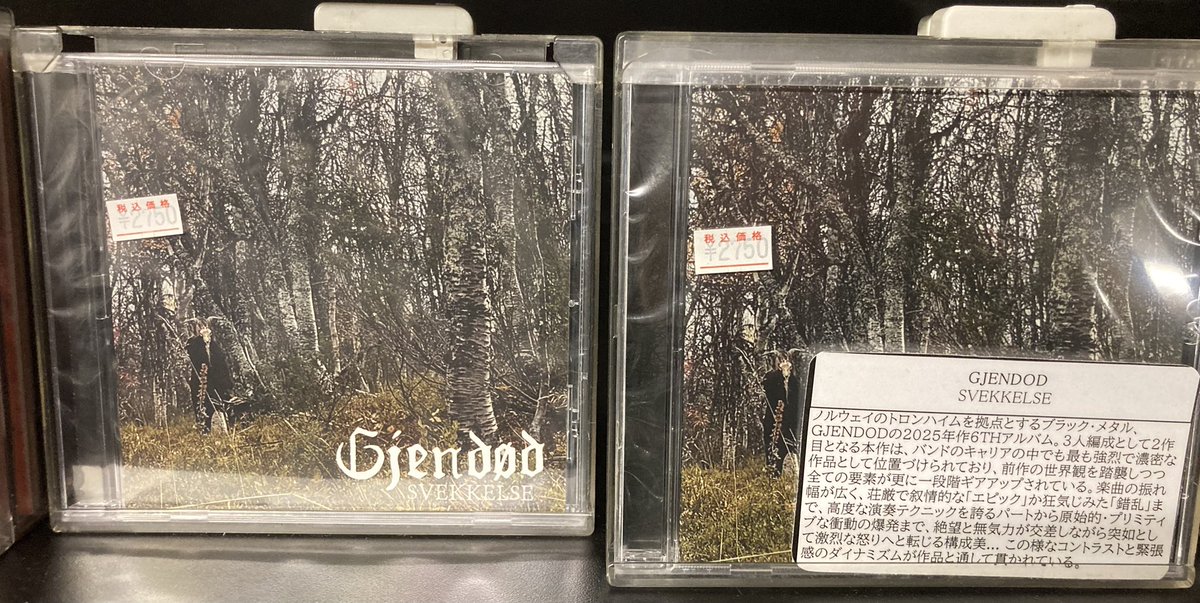 税込価格
¥2750
Gjendød
SVEKKELSE
税込価格
¥2750
GJENDOD
SVEKKELSE
ノルウェイのトロンハイムを拠点とするブラック・メタル、
GJENDODの2025年作6THアルバム。3人編成として2作
目となる本作は、バンドのキャリアの中でも最も強烈で濃密な
作品として位置づけられており、前作の世界観を踏襲しつつ
全ての要素が更に一段階ギアアップされている。楽曲の振れ
幅が広く、荘厳で叙情的な「エピック」か狂気じみた「錯乱」ま
で、高度な演奏テクニックを誇るパートから原始的・プリミティ
ブな衝動の爆発まで、絶望と無気力が交差しながら突如とし
て激烈な怒りへと転じる構成美... この様なコントラストと緊張
感のダイナミズムが作品と通して貫かれている。